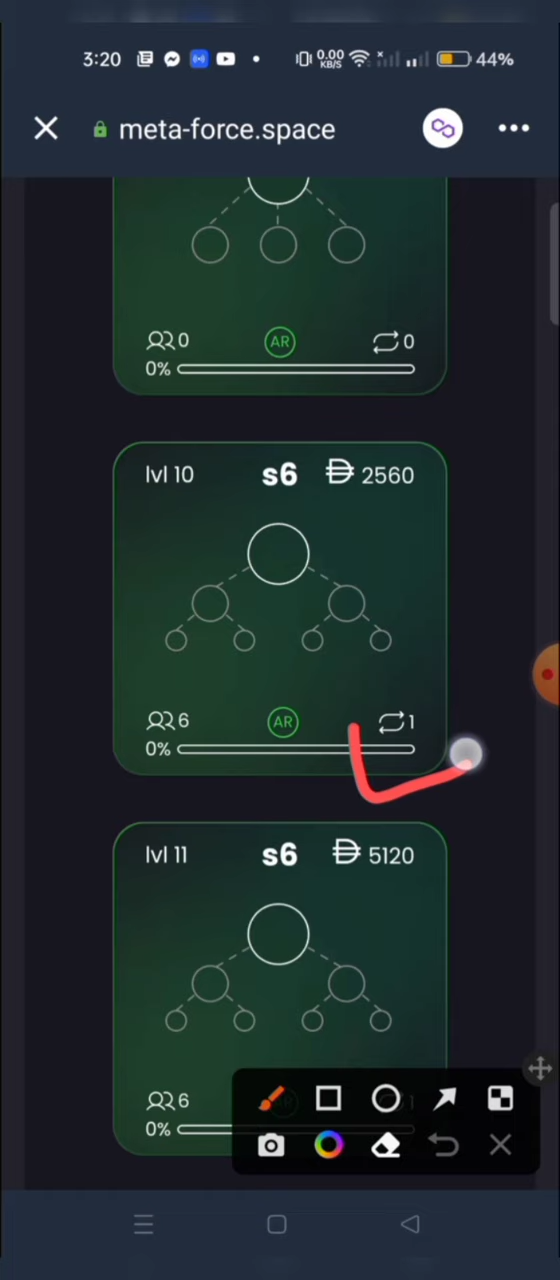 3:20 0.00 KB/S 44%
meta-force.space
0 AR 0
0%
lvl 10 s6 2560
6 AR 1
0%
lvl 11 s6 5120
6 1
0%